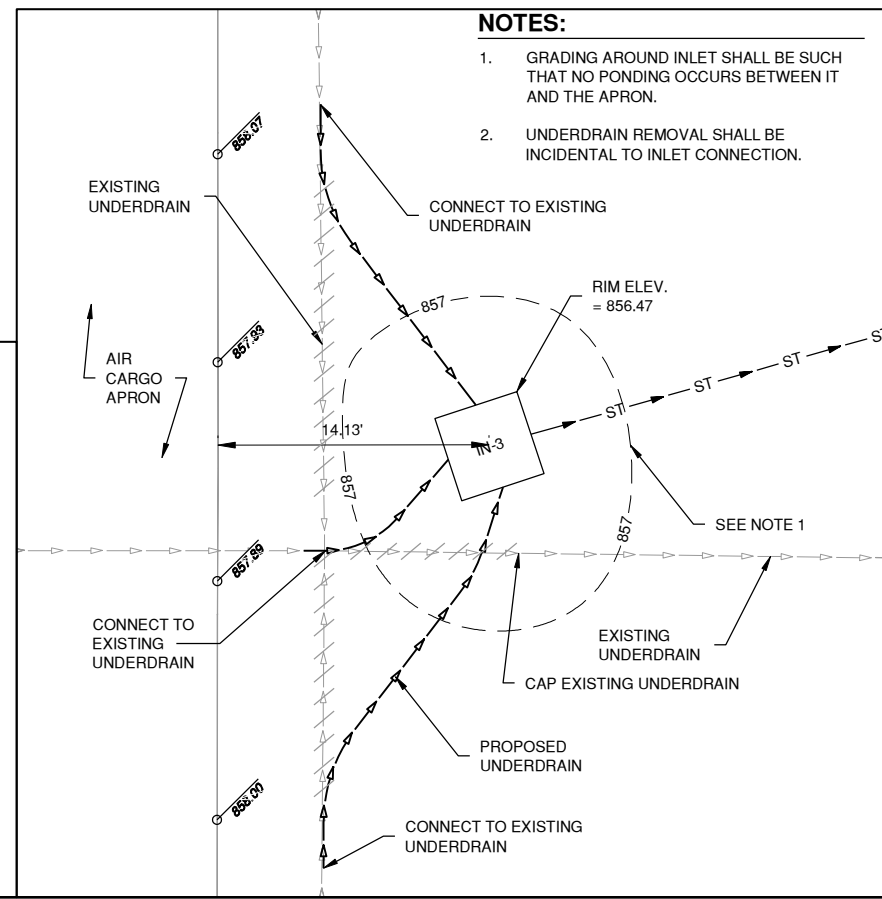 NOTES:
1. GRADING AROUND INLET SHALL BE SUCH
THAT NO PONDING OCCURS BETWEEN IT
AND THE APRON.
2. UNDERDRAIN REMOVAL SHALL BE
INCIDENTAL TO INLET CONNECTION.
858.07
EXISTING
UNDERDRAIN
CONNECT TO EXISTING
UNDERDRAIN
RIM ELEV.
= 856.47
857
857.93
AIR
CARGO
APRON
ST
ST
ST
ST
14.13'
IN-3
857
857
SEE NOTE 1
857.89
CONNECT TO
EXISTING
UNDERDRAIN
EXISTING
UNDERDRAIN
CAP EXISTING UNDERDRAIN
PROPOSED
UNDERDRAIN
858.00
CONNECT TO EXISTING
UNDERDRAIN